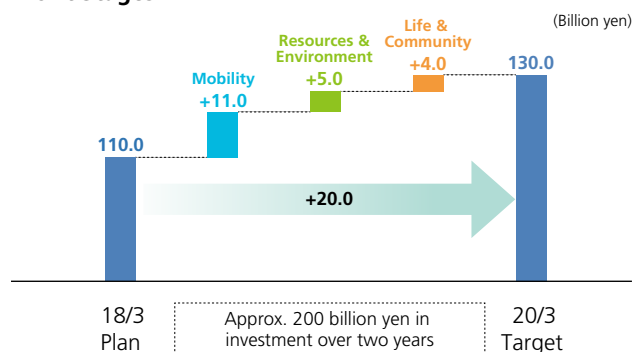 (Billion yen)
Life &
Community
+4.0
Resources &
Environment
+5.0
Mobility
+11.0
130.0
110.0
+20.0
18/3
Plan
Approx. 200 billion yen in
investment over two years
20/3
Target